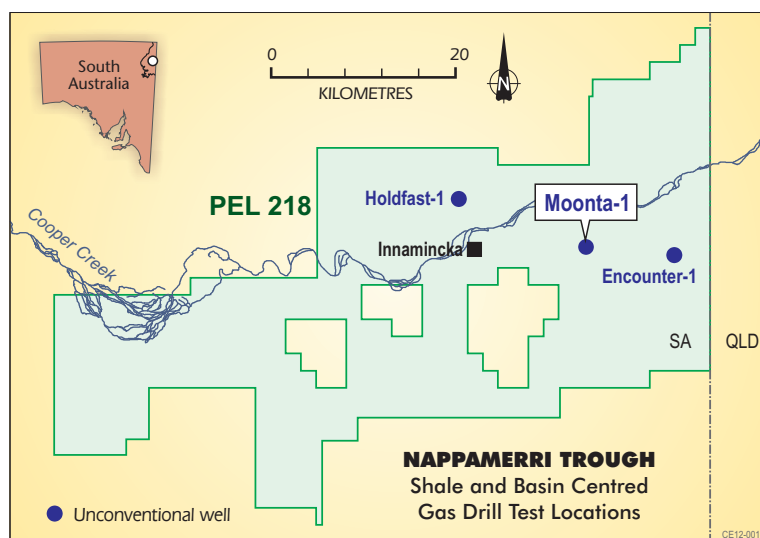 South
Australia
0
20
KILOMETRES
N
PEL 218
Holdfast-1
Moonta-1
Innamincka
Encounter-1
Cooper Creek
SA
QLD
NAPPAMERRI TROUGH
Shale and Basin Centred
Gas Drill Test Locations
Unconventional well
CE12-001